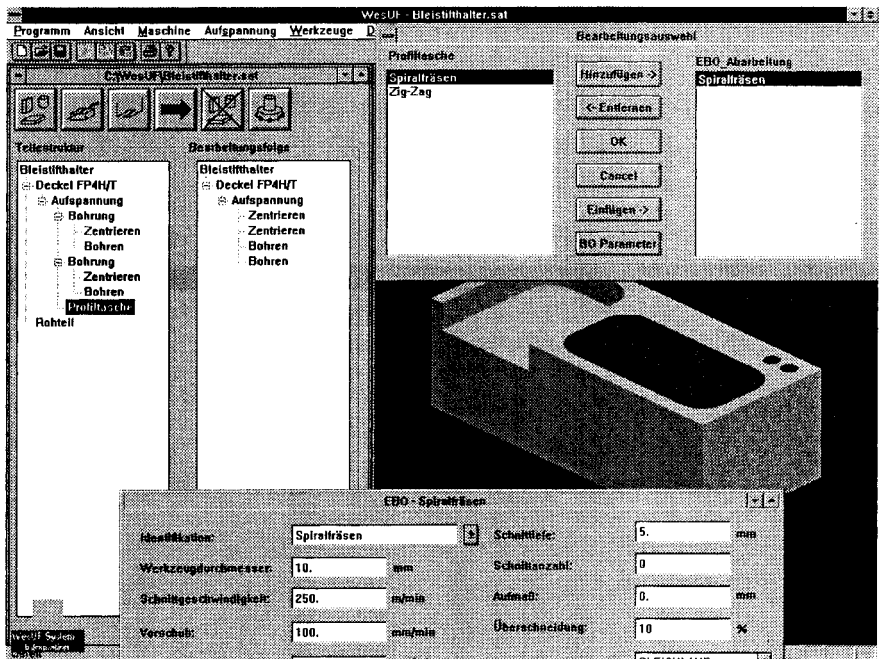 WesUF - Bleistifthalter.sat
Programm Ansicht Maschine Aufspannung Werkzeuge D
C:\WesUF\Bleistifthalter.sat
Teilestruktur
Bearbeitungsfolge
Bleistifthalter
Deckel FP4H/T
Aufspannung
Bohrung
Zentrieren
Bohren
Bohrung
Zentrieren
Bohren
Profiltasche
Rohteil
Bleistifthalter
Deckel FP4H/T
Aufspannung
Zentrieren
Zentrieren
Bohren
Bohren
Bearbeitungsauswahl
Profiltasche
Spiralfräsen
Zig-Zag
Hinzufügen ->
<- Entfernen
OK
Cancel
Einfügen ->
BO Parameter
EBO_Abarbeitung
Spiralfräsen
EBO - Spiralfräsen
Identifikation: Spiralfräsen
Werkzeugdurchmesser: 10. mm
Schnittgeschwindigkeit: 250. m/min
Vorschub: 100. mm/min
Schnittiefe: 5. mm
Schnittanzahl: 0
Aufmaß: 0. mm
Überschneidung: 10 %
WesUF System